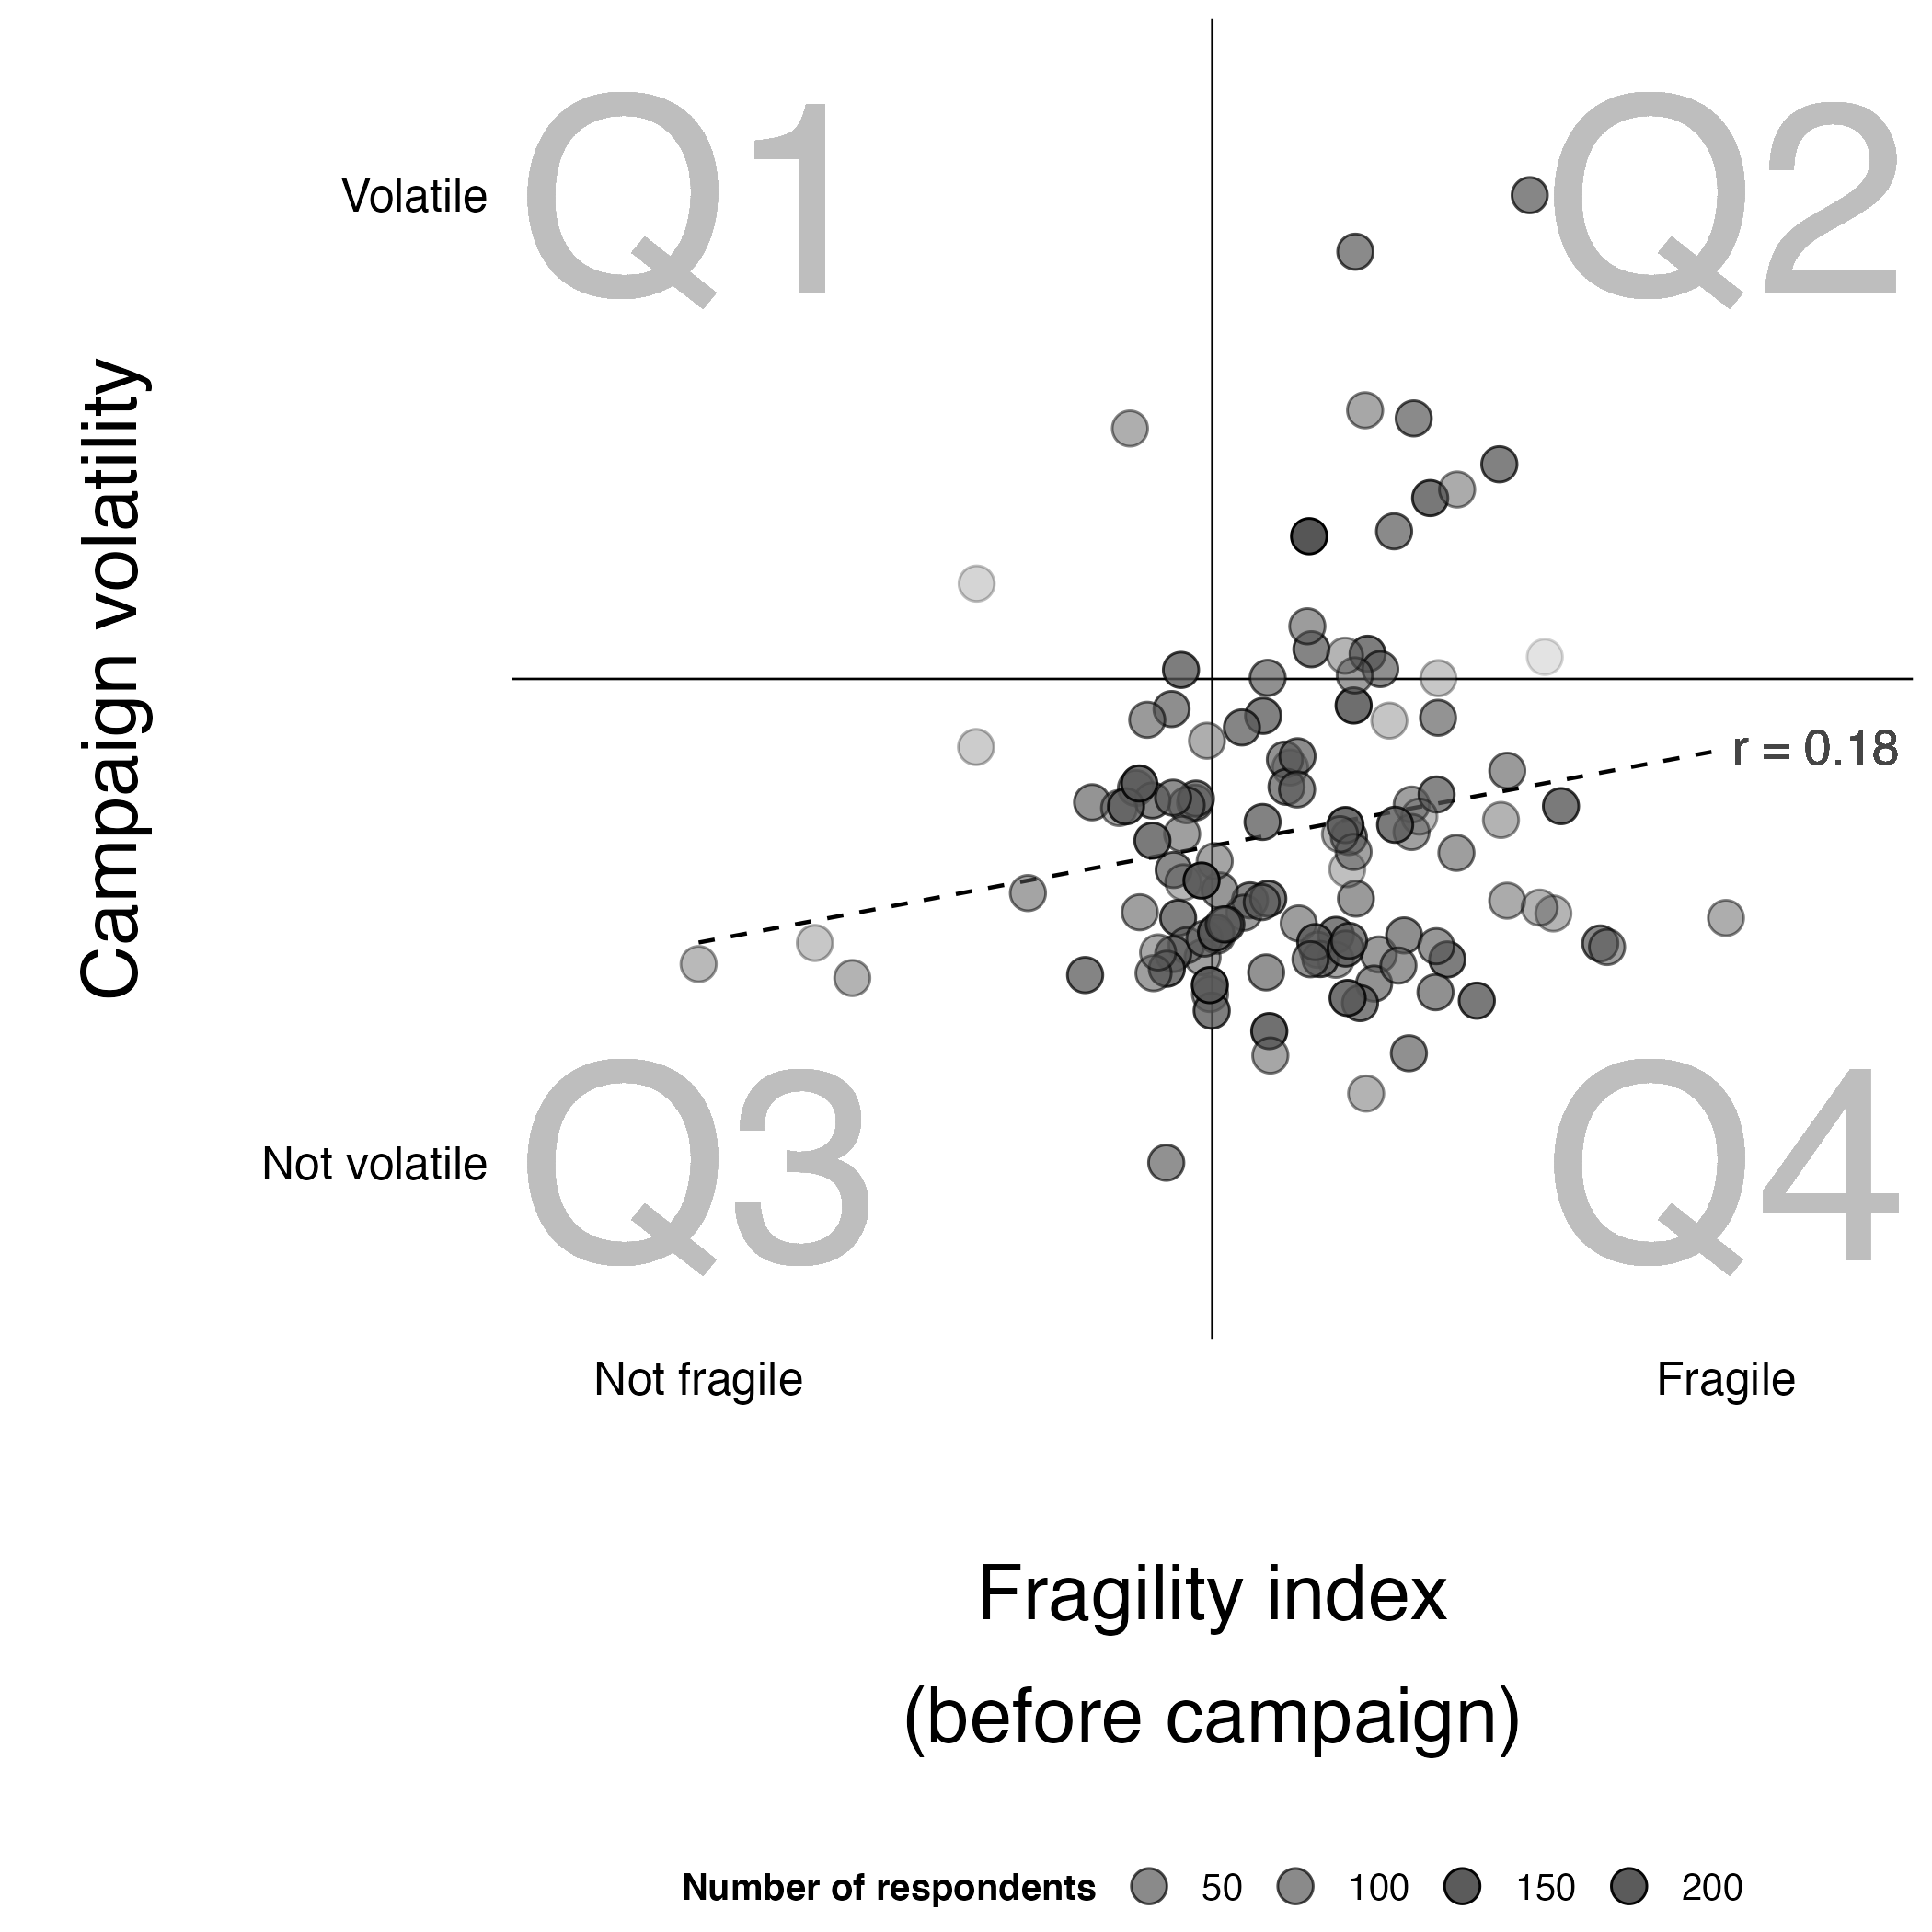 Q1
Q2
Volatile
Campaign volatility
r = 0.18
Not volatile
Q3
Q4
Not fragile
Fragile
Fragility index
(before campaign)
Number of respondents 50 100 150 200